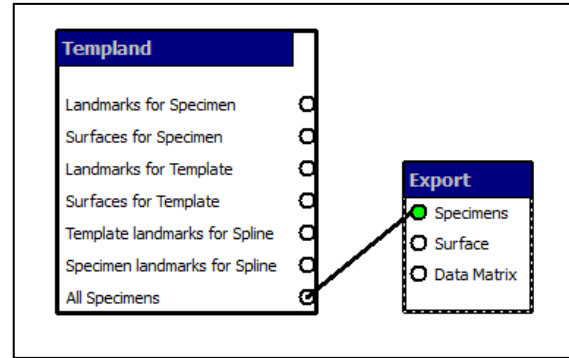 Templand
Landmarks for Specimen
Surfaces for Specimen
Landmarks for Template
Surfaces for Template
Template landmarks for Spline
Specimen landmarks for Spline
All Specimens
Export
Specimens
Surface
Data Matrix